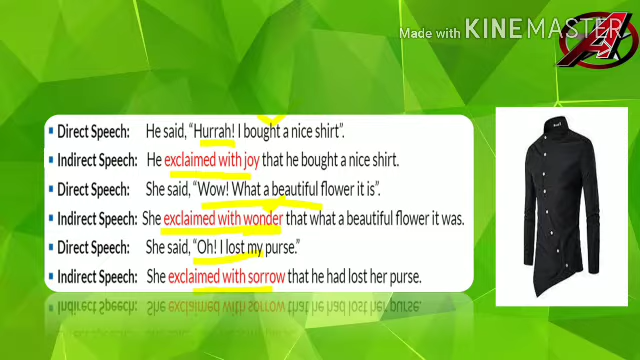 Made with KINEMASTER
Direct Speech: He said, “Hurrah! I bought a nice shirt”.
Indirect Speech: He exclaimed with joy that he bought a nice shirt.
Direct Speech: She said, “Wow! What a beautiful flower it is”.
Indirect Speech: She exclaimed with wonder that what a beautiful flower it was.
Direct Speech: She said, “Oh! I lost my purse.”
Indirect Speech: She exclaimed with sorrow that he had lost her purse.